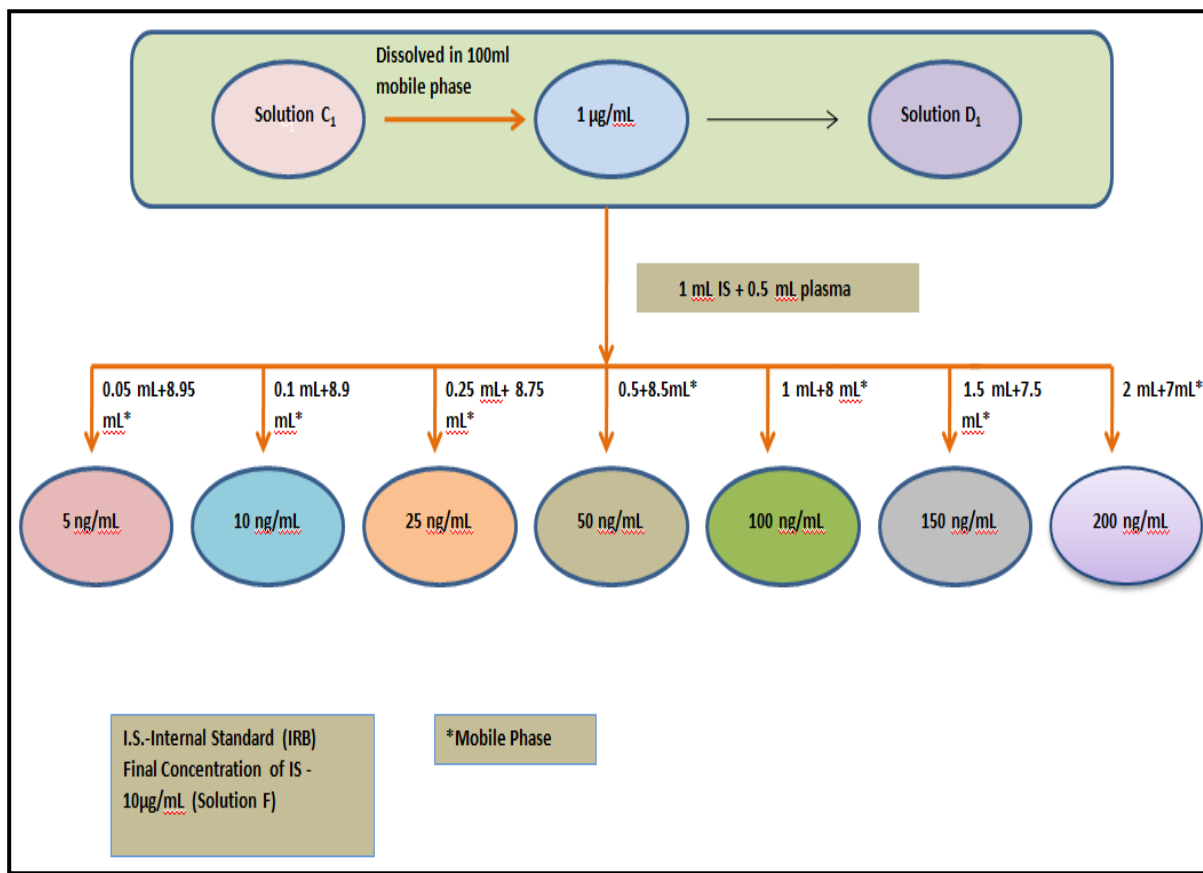 Dissolved in 100ml
mobile phase
Solution C₁
1 µg/mL
Solution D₁
1 mL IS + 0.5 mL plasma
0.05 mL+8.95
mL*
0.1 mL+8.9
mL*
0.25 mL+ 8.75
mL*
0.5+8.5mL*
1 mL+8 mL*
1.5 mL+7.5
mL*
2 mL+7mL*
5 ng/mL
10 ng/mL
25 ng/mL
50 ng/mL
100 ng/mL
150 ng/mL
200 ng/mL
I.S.-Internal Standard (IRB)
Final Concentration of IS -
10µg/mL (Solution F)
*Mobile Phase